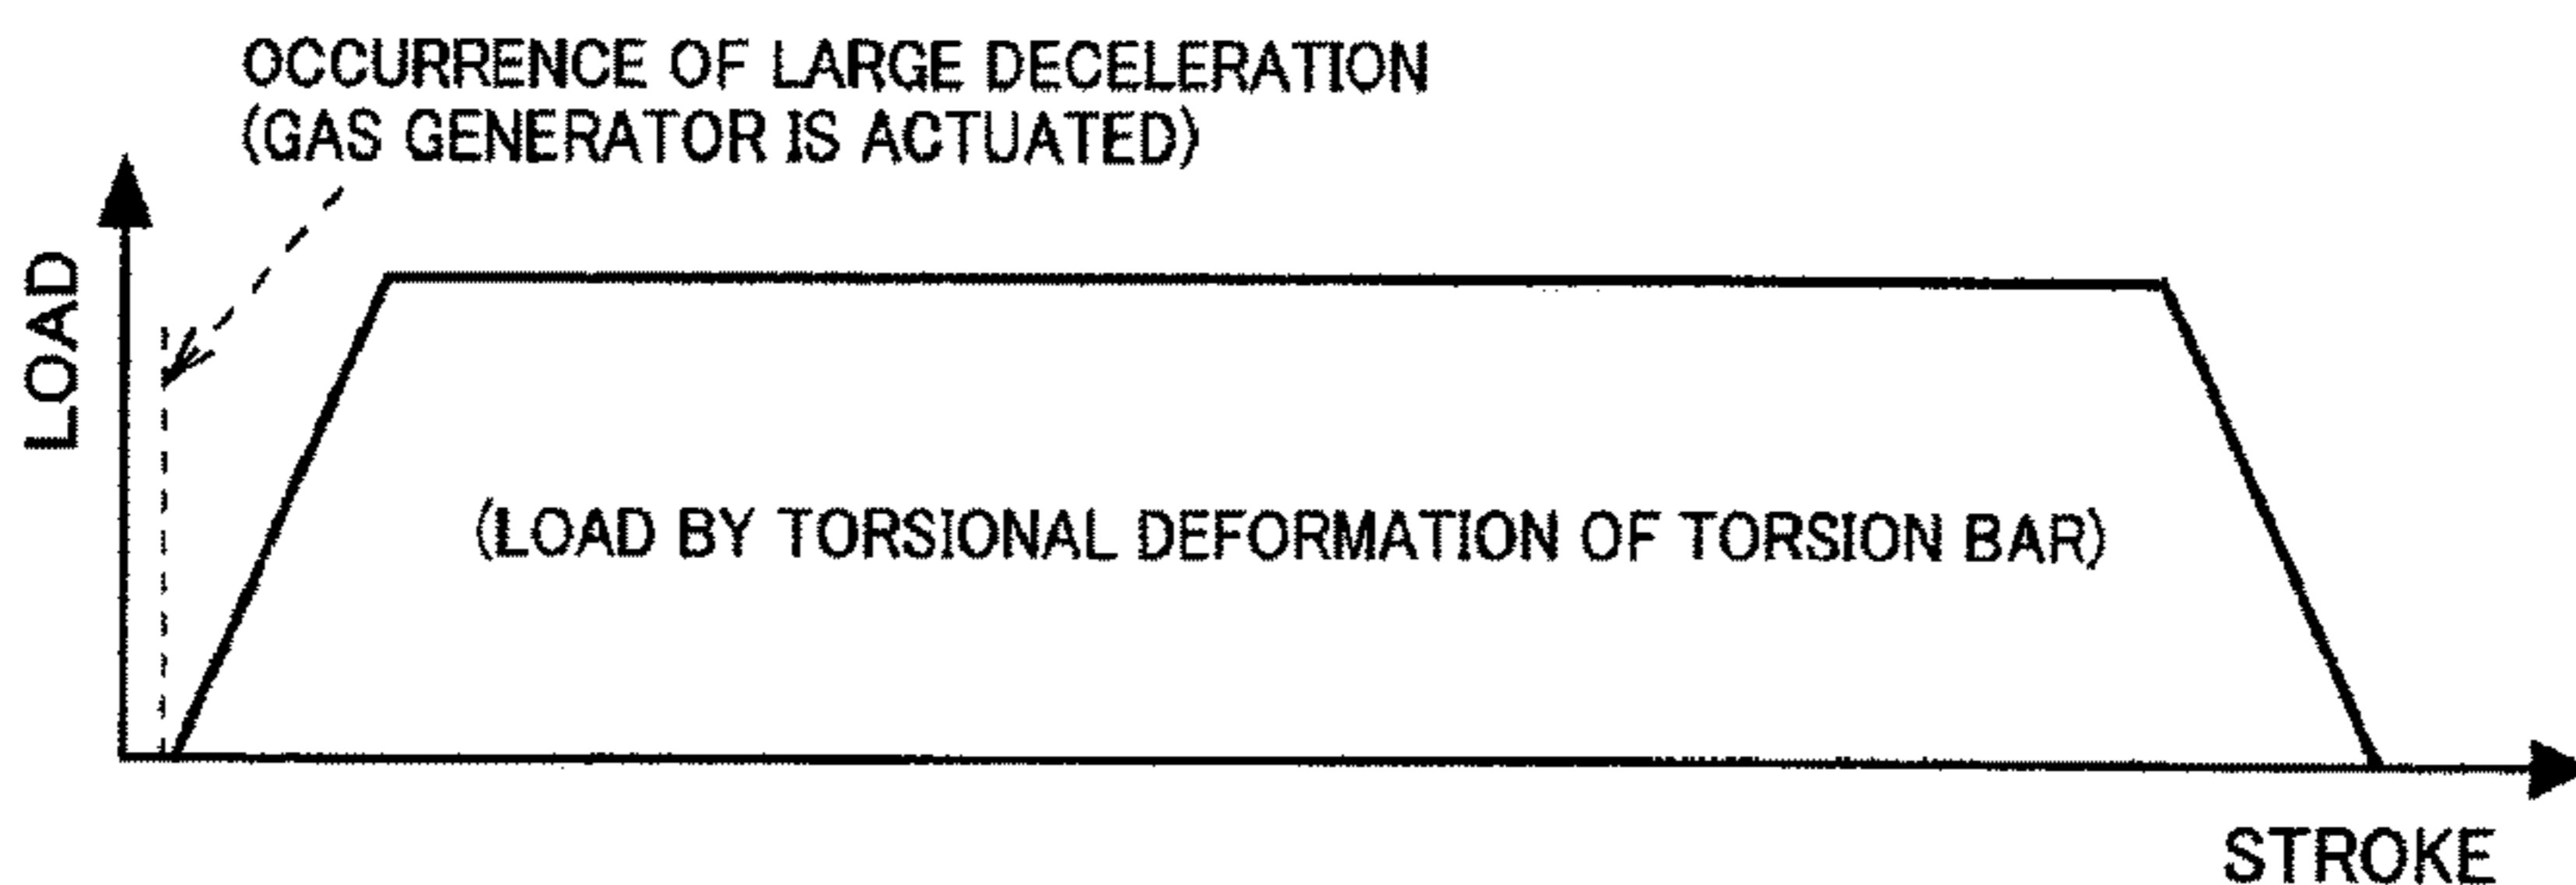 OCCURRENCE OF LARGE DECELERATION
(GAS GENERATOR IS ACTUATED)
LOAD
(LOAD BY TORSIONAL DEFORMATION OF TORSION BAR)
STROKE